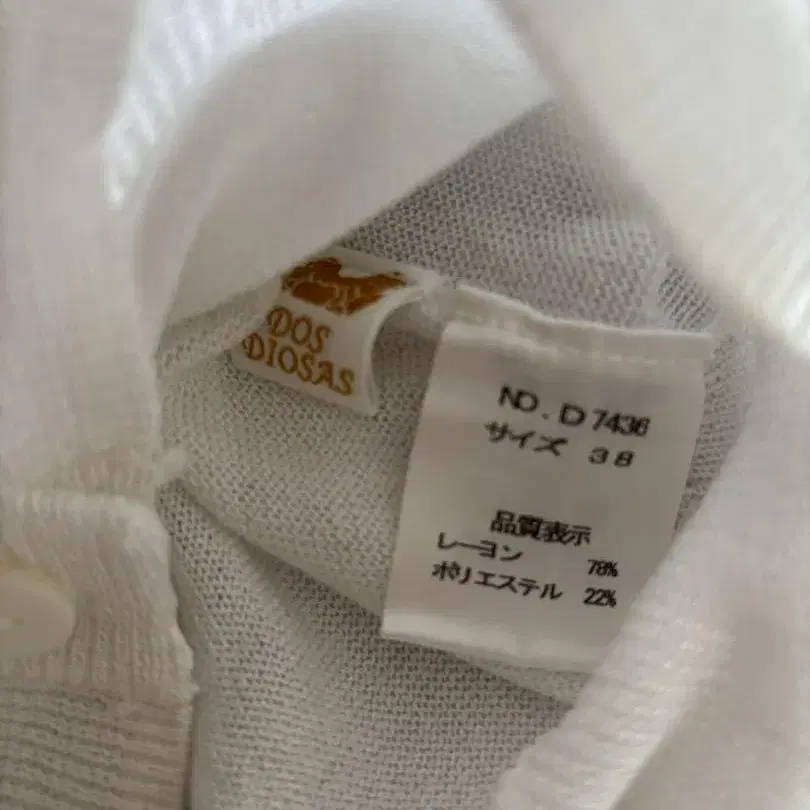 DOS
DIOSAS
NO. D7436
サイズ 38
品質表示
レーヨン 78%
ポリエステル 22%